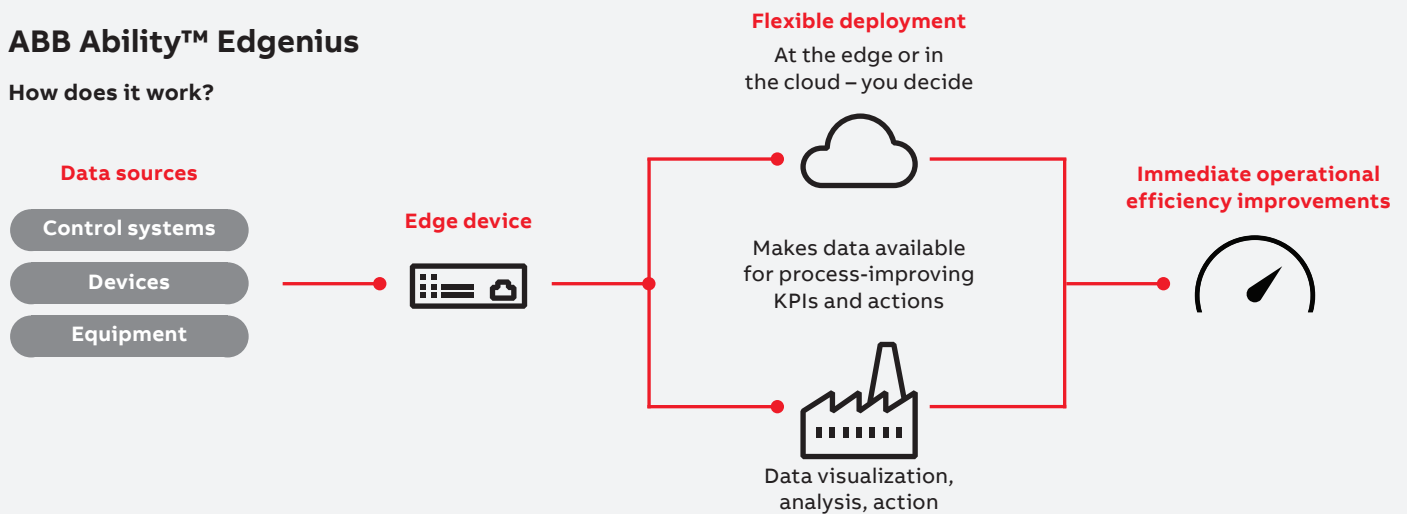 ABB Ability™ Edgenius
How does it work?
Data sources
Control systems
Devices
Equipment
Edge device
Flexible deployment
At the edge or in
the cloud – you decide
Makes data available
for process-improving
KPIs and actions
Data visualization,
analysis, action
Immediate operational
efficiency improvements